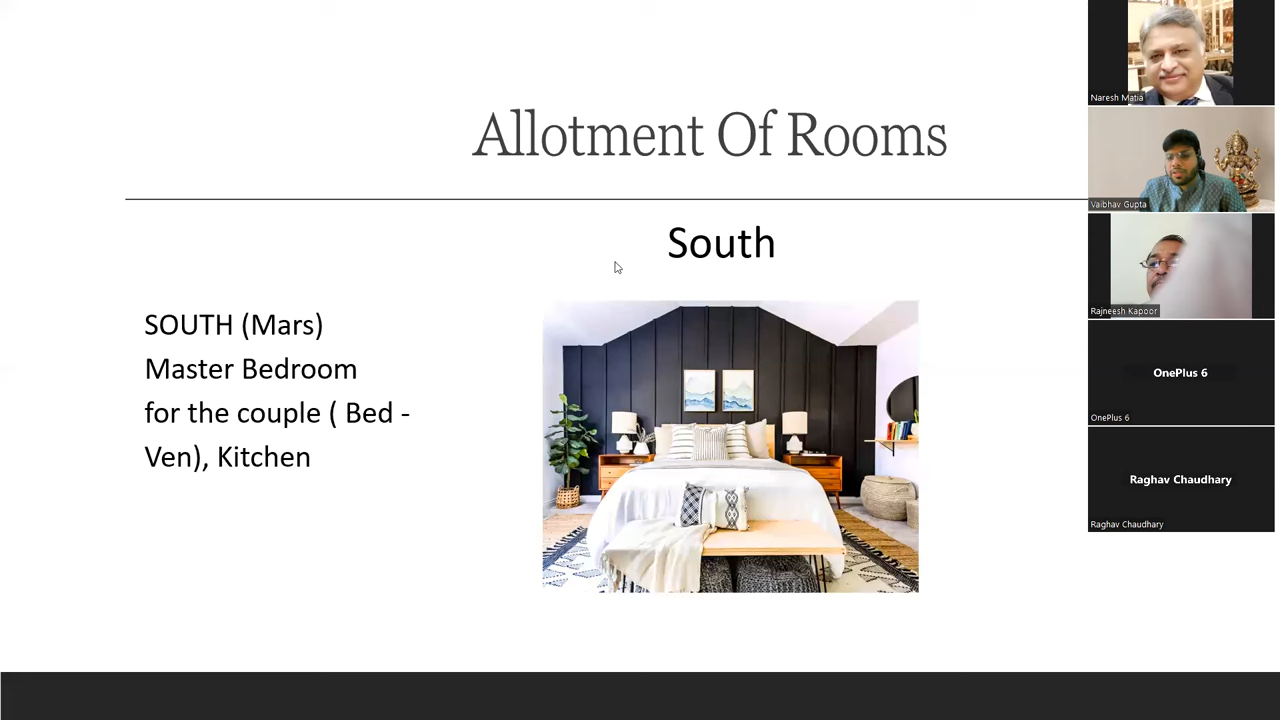 Allotment Of Rooms
South
SOUTH (Mars)
Master Bedroom
for the couple ( Bed -
Ven), Kitchen
Naresh Matia
Vaibhav Gupta
Rajneesh Kapoor
OnePlus 6
OnePlus 6
Raghav Chaudhary
Raghav Chaudhary